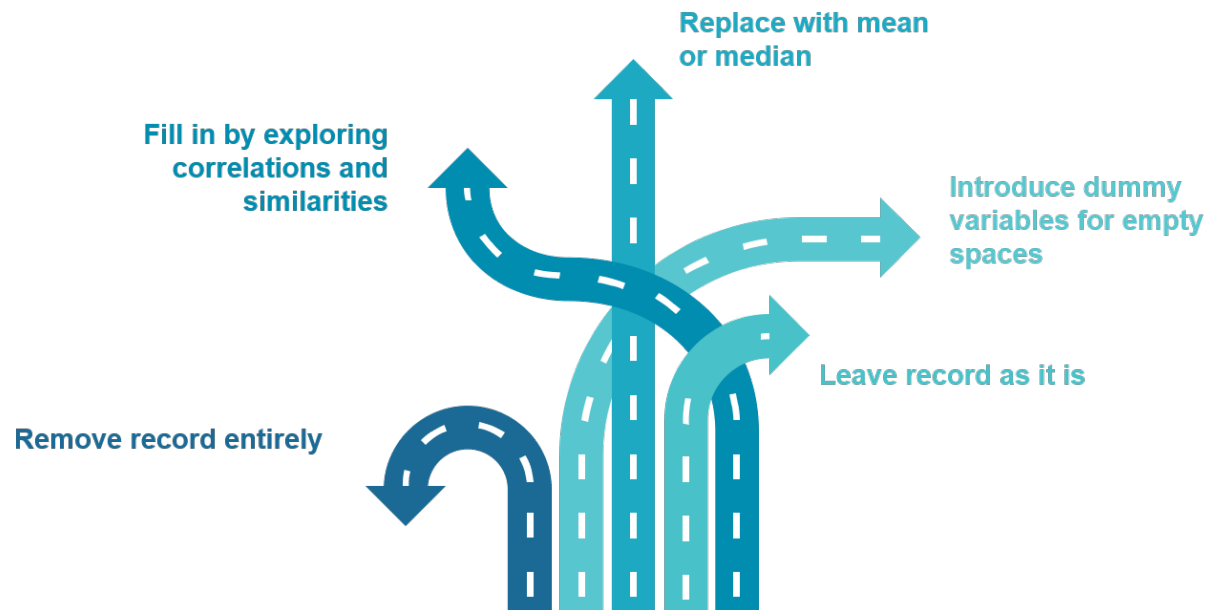 Replace with mean
or median
Fill in by exploring
correlations and
similarities
Introduce dummy
variables for empty
spaces
Leave record as it is
Remove record entirely